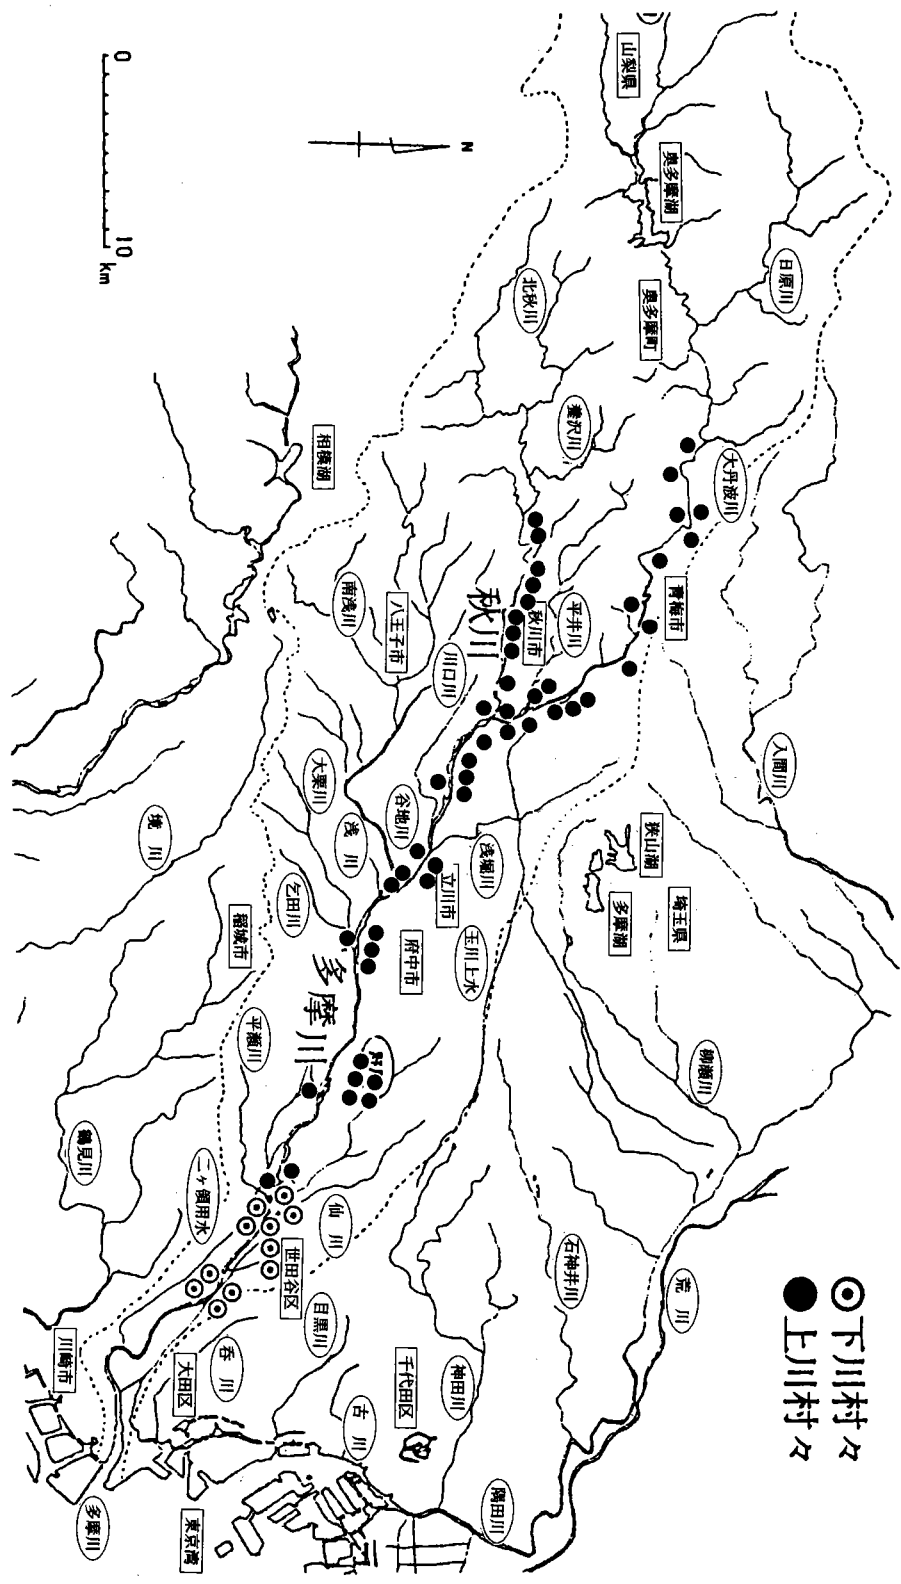 山梨県
奥多摩湖
日原川
奥多摩町
北秋川
養沢川
大丹波川
相模湖
青梅市
秋川
秋川市
平井川
南浅川
八王子市
川口川
入間川
大栗川
谷地川
浅川
浅堀川
狭山湖
多摩湖
埼玉県
境川
乞田川
立川市
府中市
玉川上水
稲城市
多摩川
平瀬川
柳瀬川
鶴見川
二ヶ領用水
仙川
世田谷区
石神井川
荒川
目黒川
呑川
大田区
川崎市
千代田区
神田川
古川
隅田川
多摩川
東京湾
N
0
10
km
下川村々
上川村々